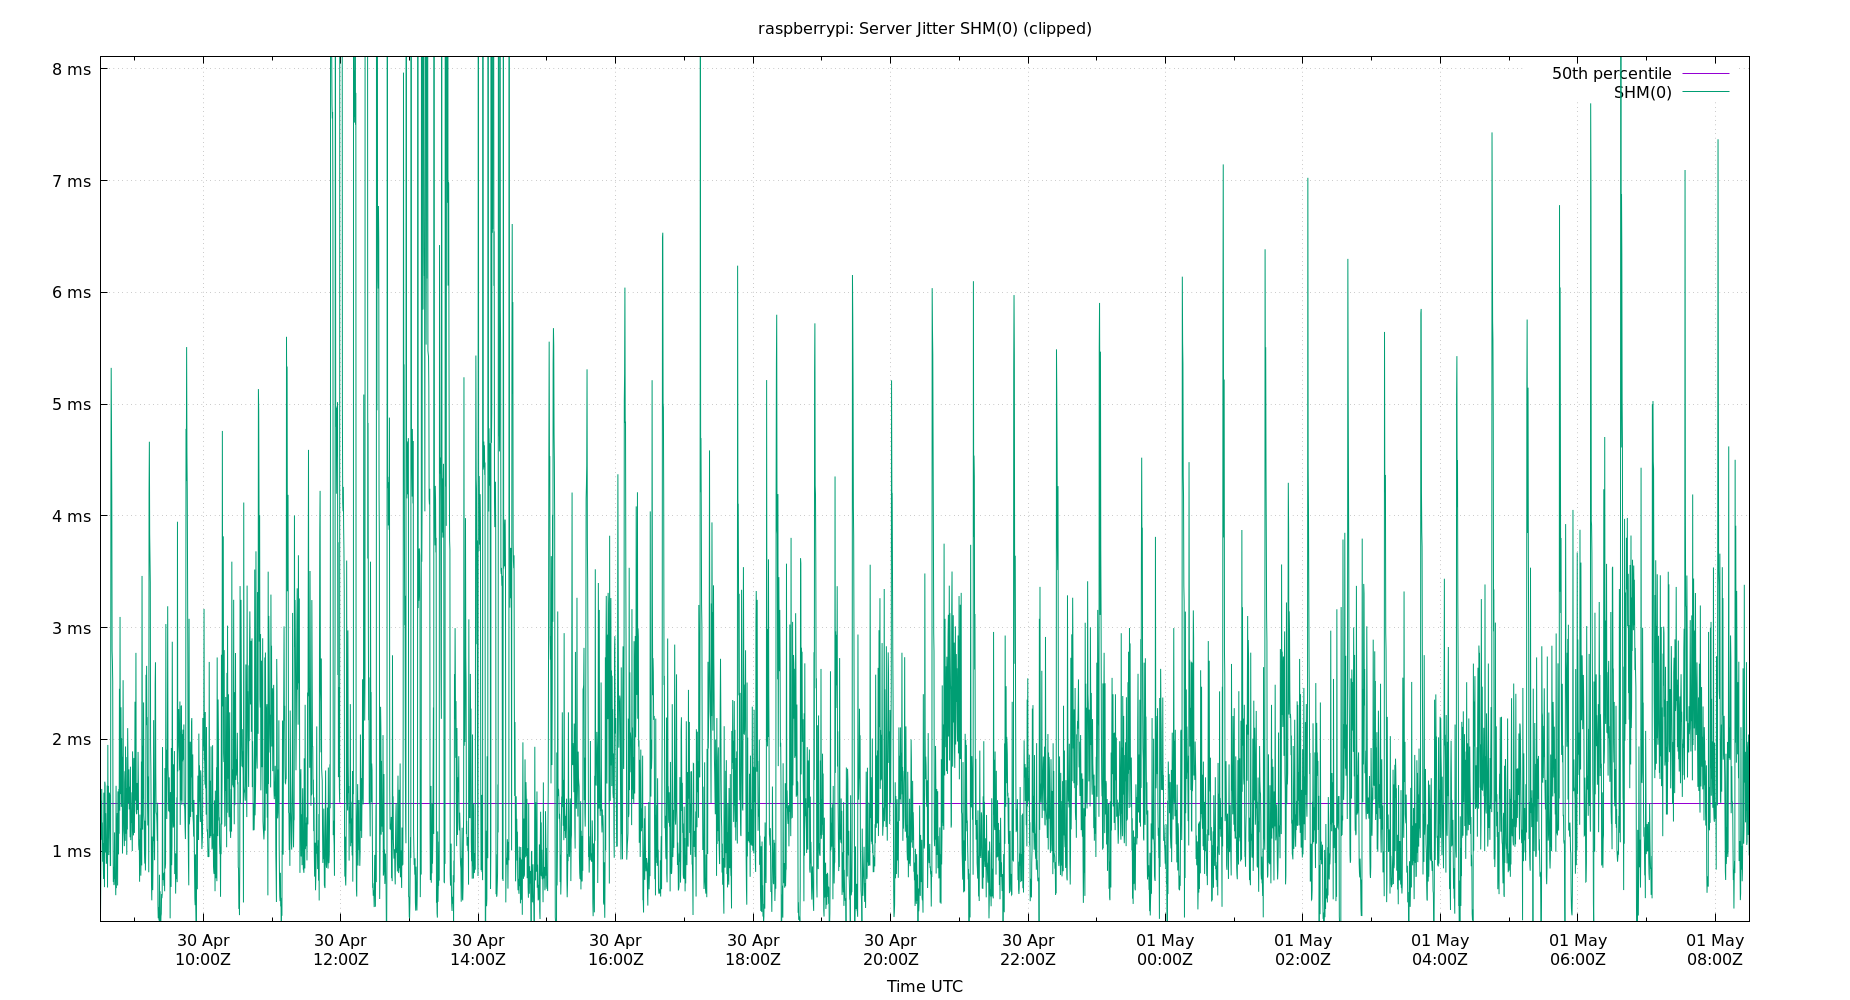 raspberrypi: Server Jitter SHM(0) (clipped)
8 ms
7 ms
6 ms
5 ms
4 ms
3 ms
2 ms
1 ms
50th percentile
SHM(0)
30 Apr 30 Apr 30 Apr 30 Apr 30 Apr 30 Apr 30 Apr 01 May 01 May 01 May 01 May 01 May
10:00Z 12:00Z 14:00Z 16:00Z 18:00Z 20:00Z 22:00Z 00:00Z 02:00Z 04:00Z 06:00Z 08:00Z
Time UTC